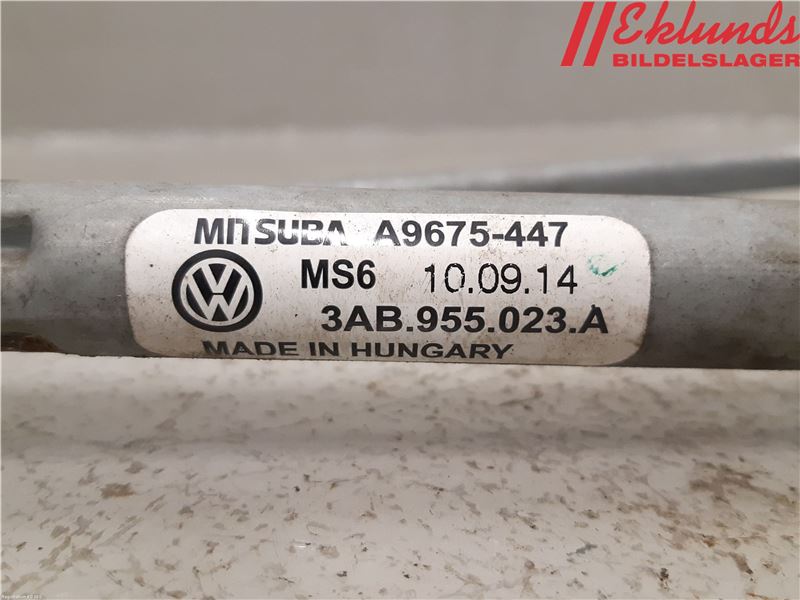 Eklunds
BILDELSLAGER
MITSUBA A9675-447
MS6 10.09.14
3AB.955.023.A
MADE IN HUNGARY